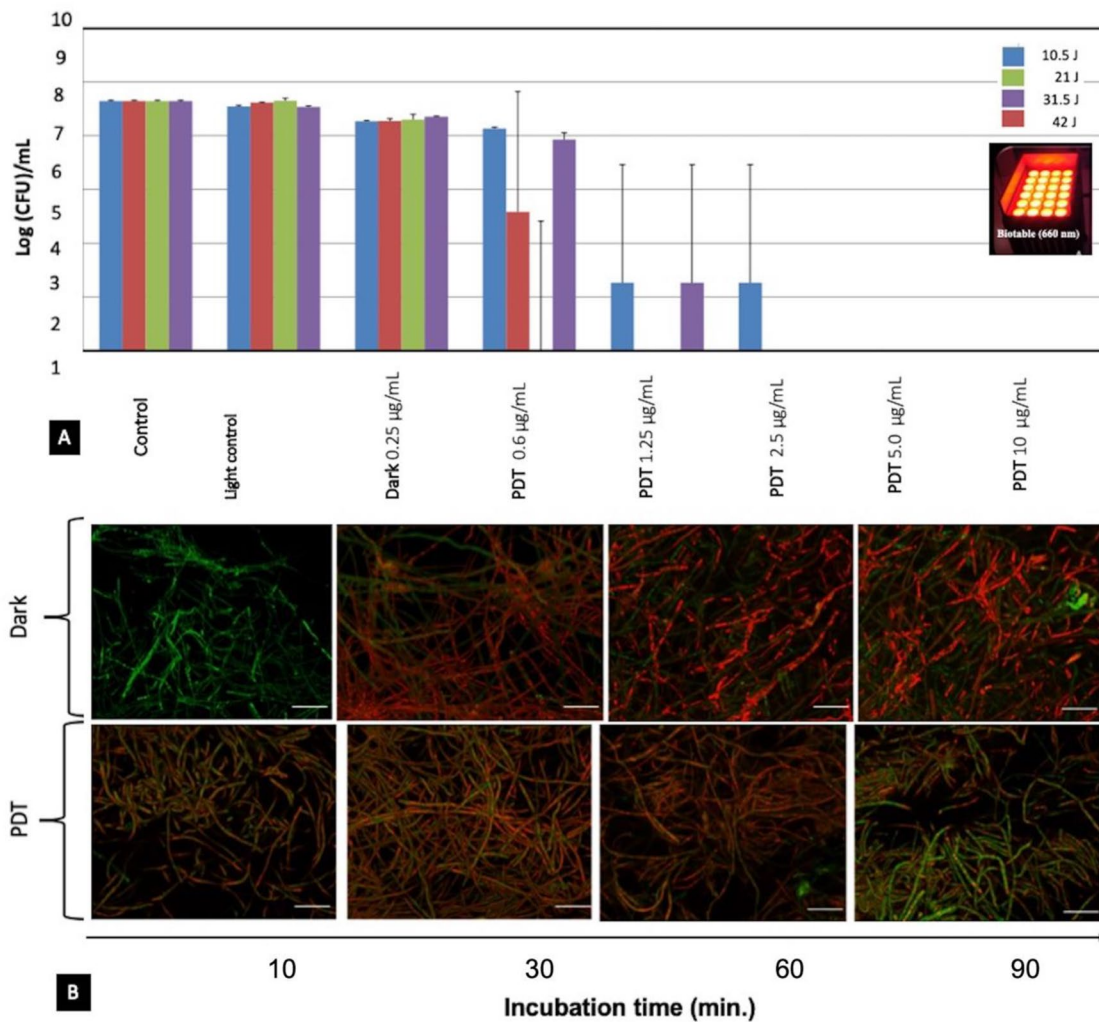 10
9
8
7
6
5
4
3
2
1
Log (CFU)/mL
10.5 J
21 J
31.5 J
42 J
Biotable (660 nm)
Control
Light control
Dark 0.25 µg/mL
PDT 0.6 µg/mL
PDT 1.25 µg/mL
PDT 2.5 µg/mL
PDT 5.0 µg/mL
PDT 10 µg/mL
A
Dark
PDT
10 30 60 90
B
Incubation time (min.)